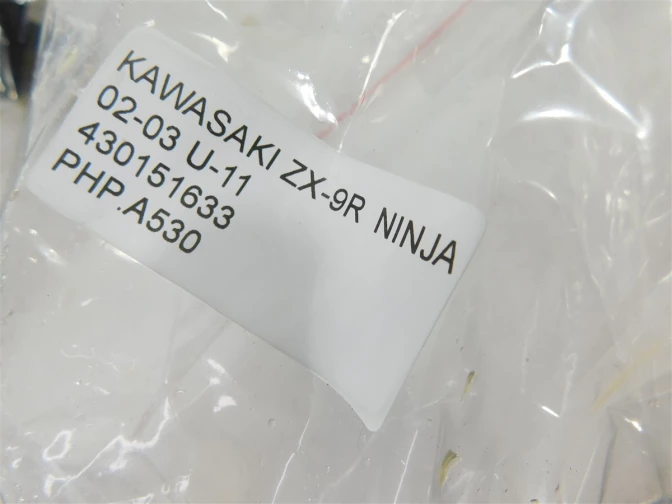 KAWASAKI ZX-9R NINJA
02-03 U-11
430151633
PHP.A530